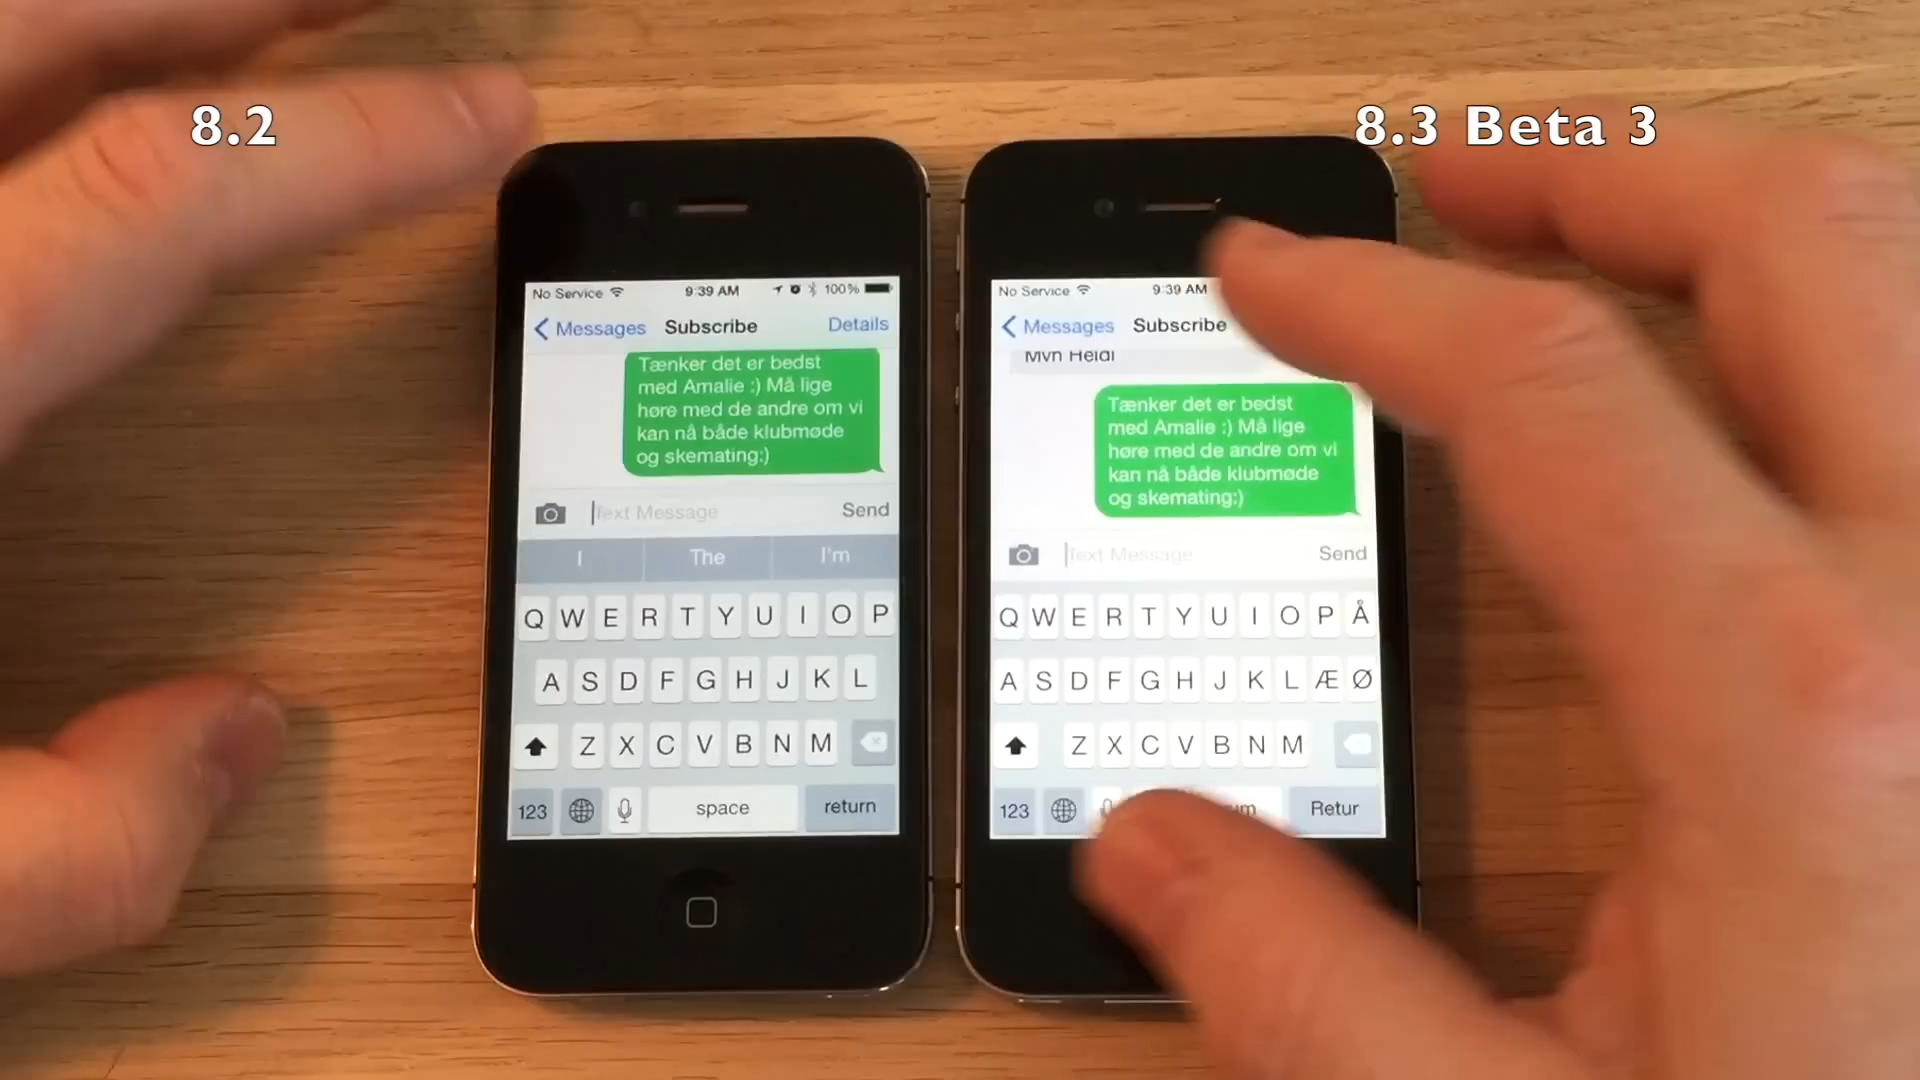 8.2
8.3 Beta 3
No Service 9:39 AM 100%
Messages Subscribe Details
Tænker det er bedst
med Amalie :) Må lige
høre med de andre om vi
kan nå både klubmøde
og skemating:)
Text Message Send
I The I'm
Q W E R T Y U I O P
A S D F G H J K L
Z X C V B N M
123 space return
No Service 9:39 AM
Messages Subscribe
Mvh Heidi
Tænker det er bedst
med Amalie :) Må lige
høre med de andre om vi
kan nå både klubmøde
og skemating:)
Text Message Send
Q W E R T Y U I O P Å
A S D F G H J K L Æ Ø
Z X C V B N M
123 Retur